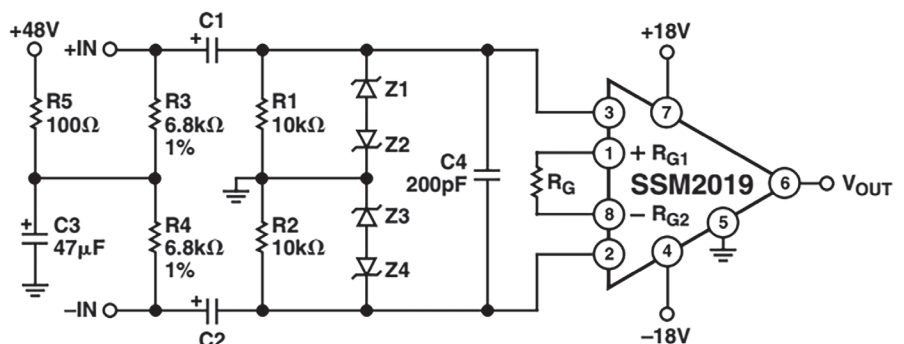 +48V
+IN
C1
+
+18V
R5
100Ω
R3
6.8kΩ
1%
R1
10kΩ
Z1
Z2
3
7
1
+ RG1
C4
200pF
RG
SSM2019
6
VOUT
+
C3
47µF
R4
6.8kΩ
1%
R2
10kΩ
Z3
Z4
8
– RG2
5
2
4
–IN
+
C2
–18V